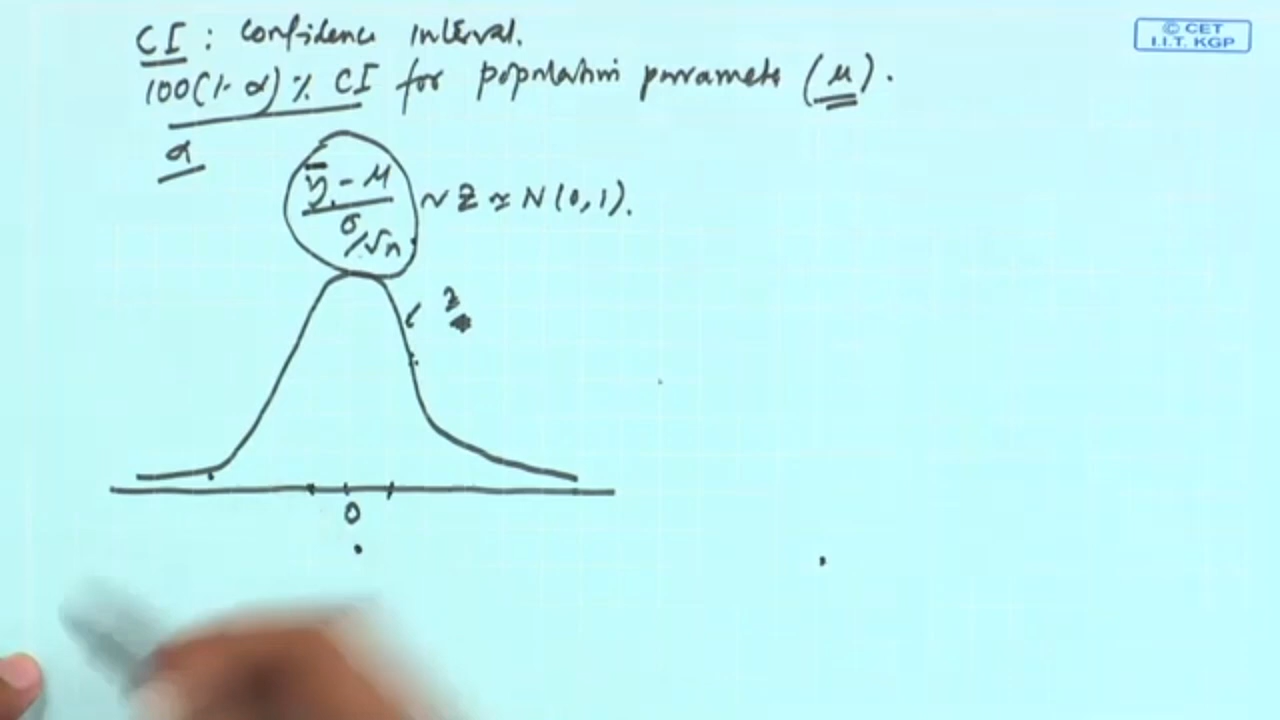 © CET
I.I.T. KGP
CI : Confidence interval.
100(1-α)% CI for population parameter (μ).
α
ȳ. - μ
σ/√n
~ Z ≃ N(0,1).
z
0